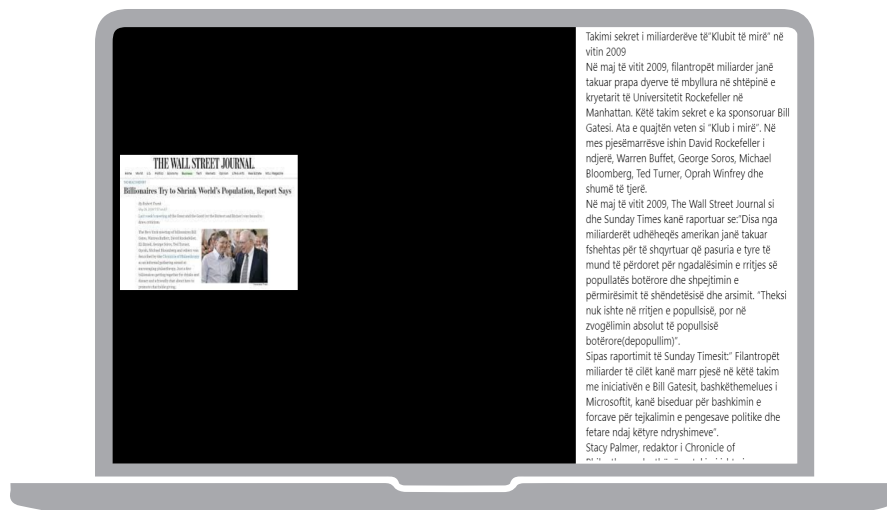 THE WALL STREET JOURNAL.
Billionaires Try to Shrink World's Population, Report Says
Takimi sekret i miliarderëve të"Klubit të mirë" në
vitin 2009
Në maj të vitit 2009, filantropët miliarder janë
takuar prapa dyerve të mbyllura në shtëpinë e
kryetarit të Universitetit Rockefeller në
Manhattan. Këtë takim sekret e ka sponsoruar Bill
Gatesi. Ata e quajtën veten si "Klub i mirë". Në
mes pjesëmarrësve ishin David Rockefeller i
ndjerë, Warren Buffet, George Soros, Michael
Bloomberg, Ted Turner, Oprah Winfrey dhe
shumë të tjerë.
Në maj të vitit 2009, The Wall Street Journal si
dhe Sunday Times kanë raportuar se:"Disa nga
miliarderët udhëheqës amerikan janë takuar
fshehtas për të shqyrtuar që pasuria e tyre të
mund të përdoret për ngadalësimin e rritjes së
popullatës botërore dhe shpejtimin e
përmirësimit të shëndetësisë dhe arsimit. "Theksi
nuk ishte në rritjen e popullsisë, por në
zvogëlimin absolut të popullsisë
botërore(depopullim)".
Sipas raportimit të Sunday Timesit:" Filantropët
miliarder të cilët kanë marr pjesë në këtë takim
me iniciativën e Bill Gatesit, bashkëthemelues i
Microsoftit, kanë biseduar për bashkimin e
forcave për tejkalimin e pengesave politike dhe
fetare ndaj këtyre ndryshimeve".
Stacy Palmer, redaktor i Chronicle of